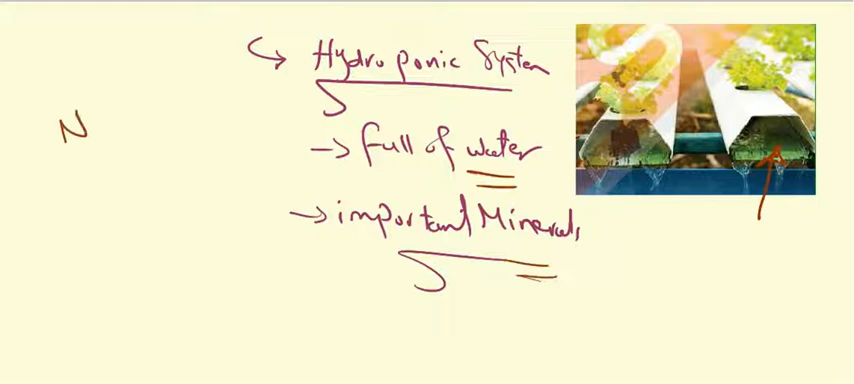 ↳ Hydroponic System
N
→ full of water
→ important Minerals